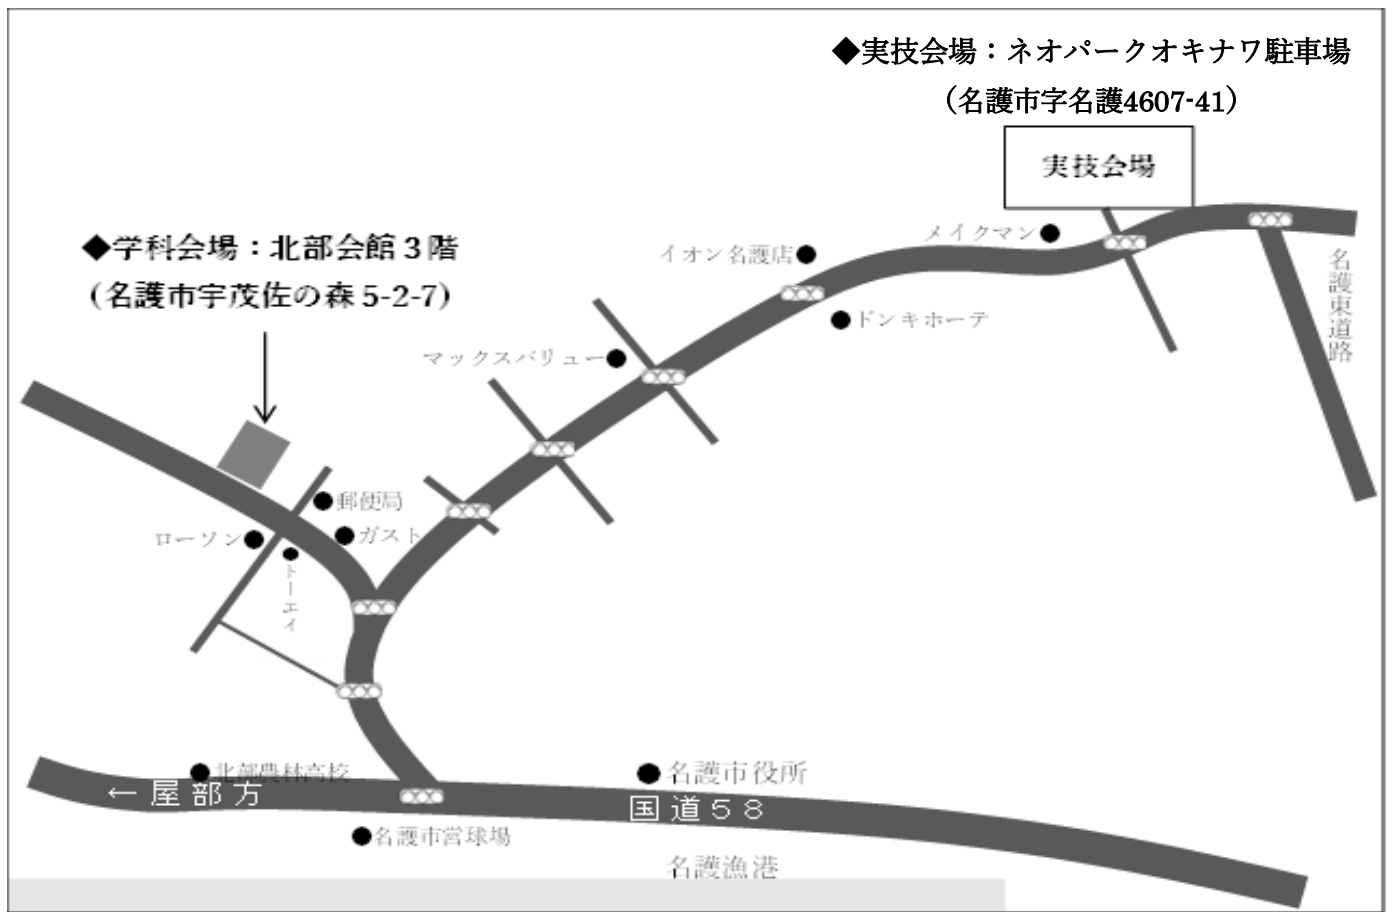 ◆実技会場：ネオパークオキナワ駐車場
（名護市字名護4607-41）
実技会場
メイクマン
イオン名護店
名護東道路
◆学科会場：北部会館３階
（名護市宇茂佐の森5-2-7）
ドンキホーテ
マックスバリュー
郵便局
ローソン
ガスト
トーエイ
北部農林高校
名護市役所
←屋部方
国道５８
名護市営球場
名護漁港